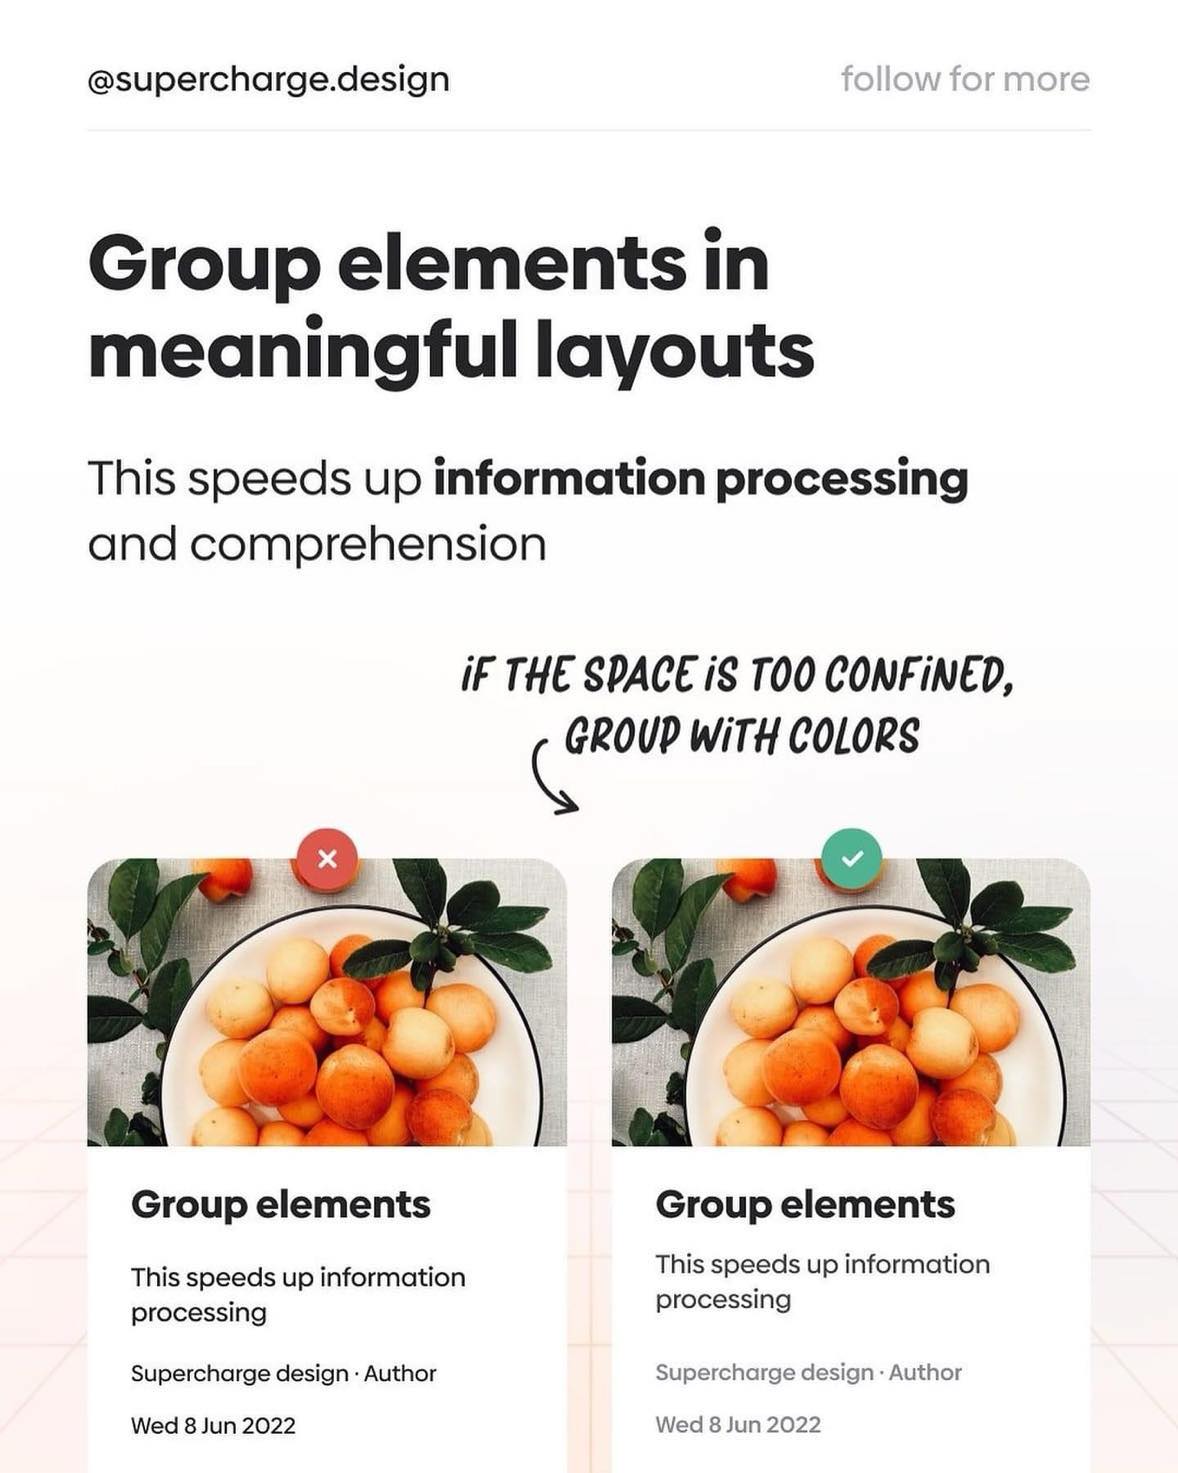 @supercharge.design
follow for more
Group elements in
meaningful layouts
This speeds up information processing
and comprehension
iF THE SPACE iS TOO CONFiNED,
GROUP WiTH COLORS
Group elements
This speeds up information
processing
Supercharge design · Author
Wed 8 Jun 2022
Group elements
This speeds up information
processing
Supercharge design · Author
Wed 8 Jun 2022